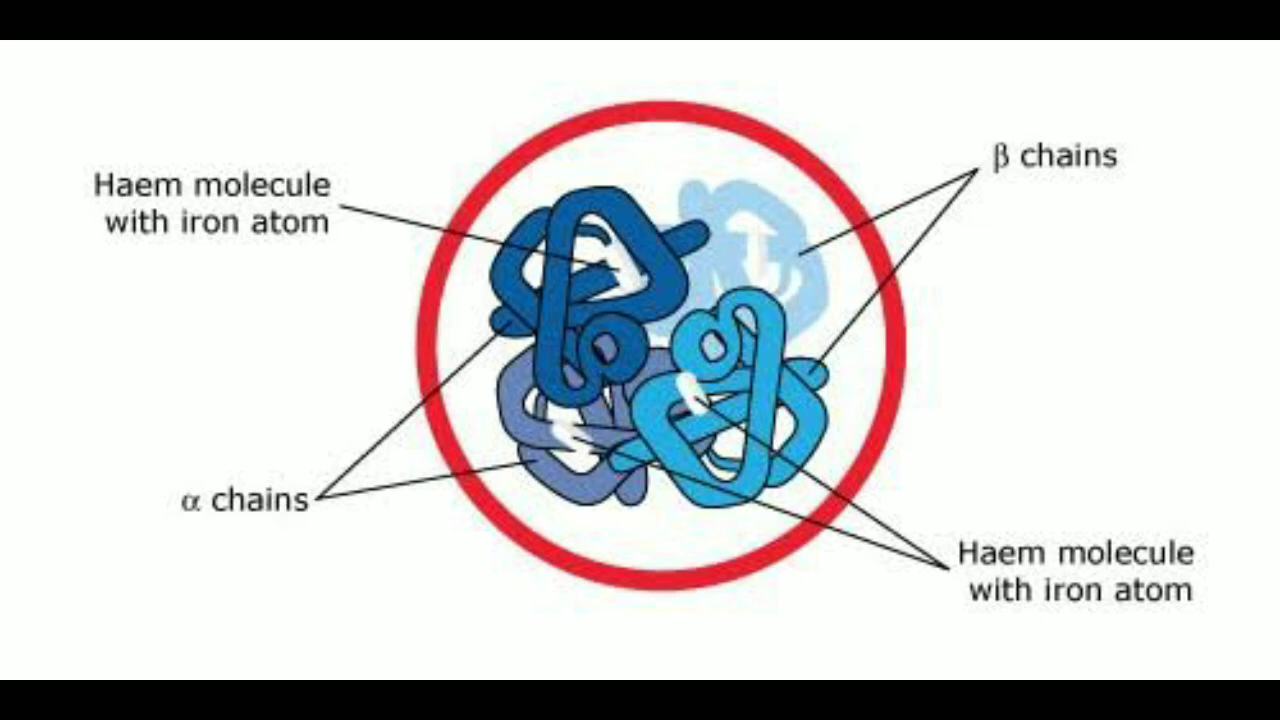 Haem molecule
with iron atom
β chains
α chains
Haem molecule
with iron atom